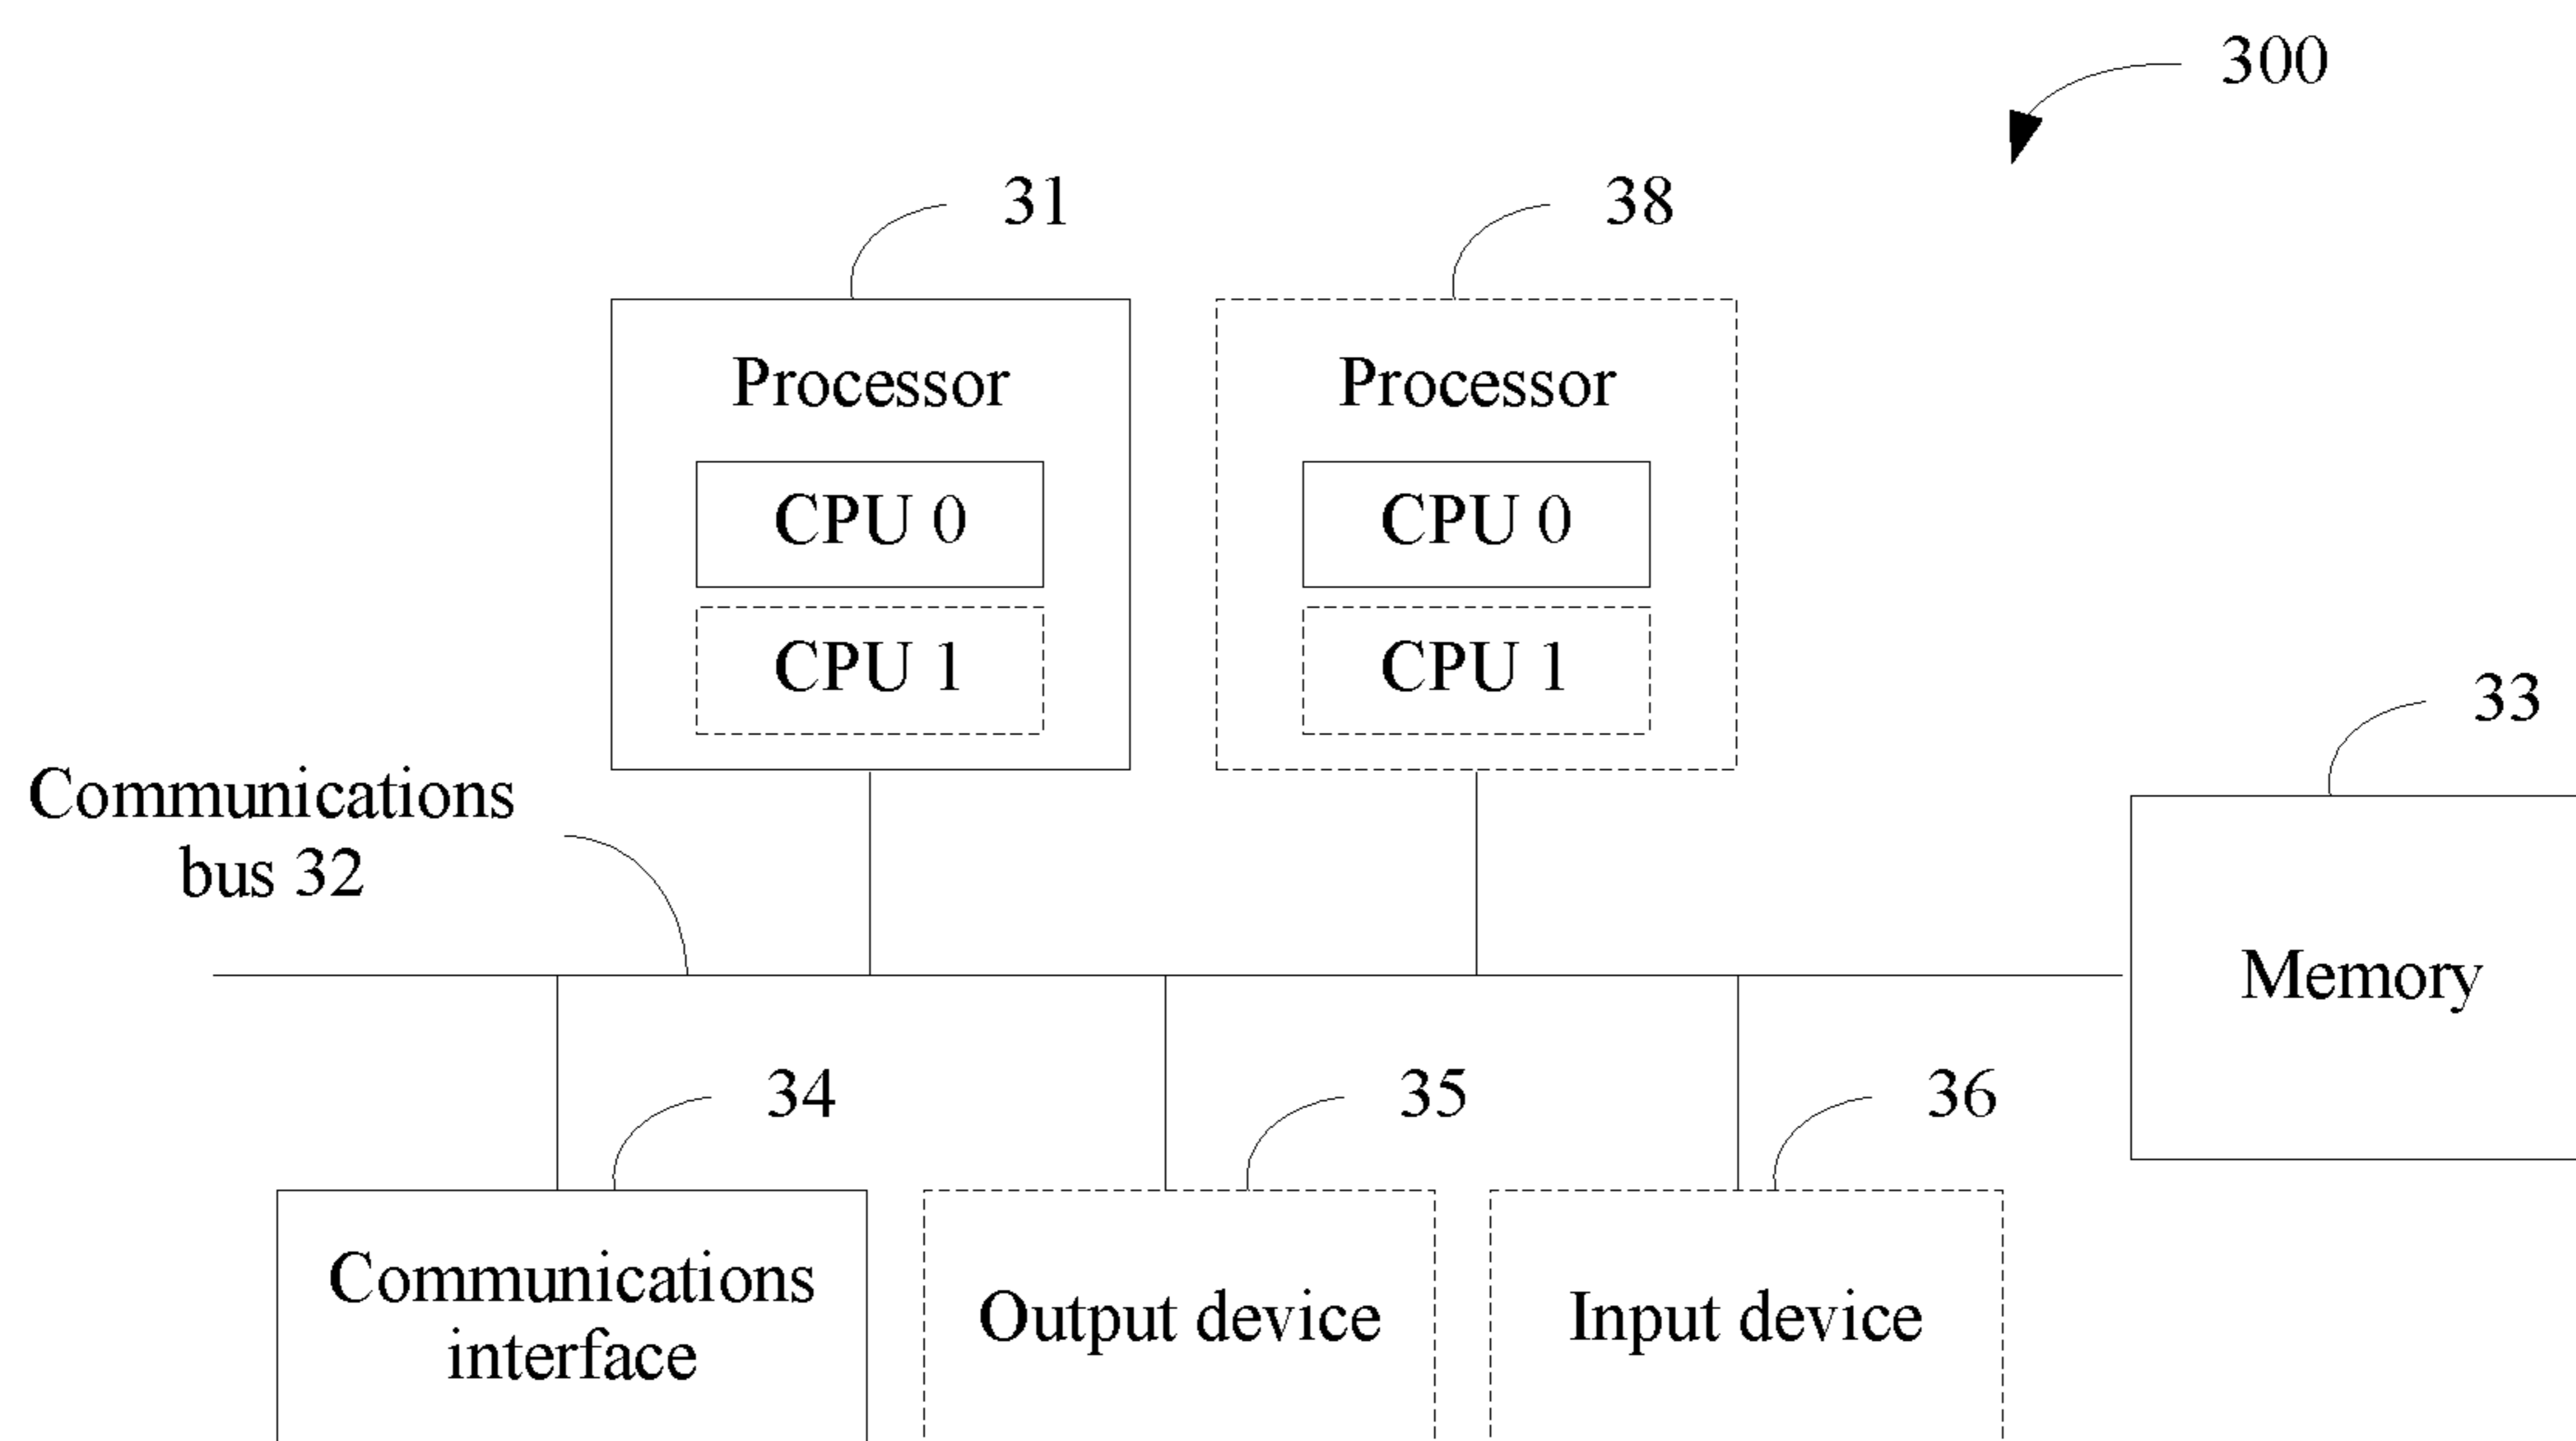 300
31
38
Processor
Processor
CPU 0
CPU 0
CPU 1
CPU 1
33
Communications
bus 32
Memory
34
35
36
Communications
interface
Output device
Input device